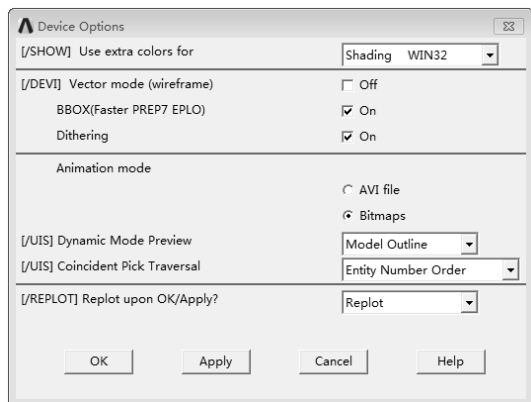 Device Options
[/SHOW] Use extra colors for Shading WIN32
[/DEVI] Vector mode (wireframe) Off
BBOX(Faster PREP7 EPLO) On
Dithering On
Animation mode
AVI file
Bitmaps
[/UIS] Dynamic Mode Preview Model Outline
[/UIS] Coincident Pick Traversal Entity Number Order
[/REPLOT] Replot upon OK/Apply? Replot
OK Apply Cancel Help